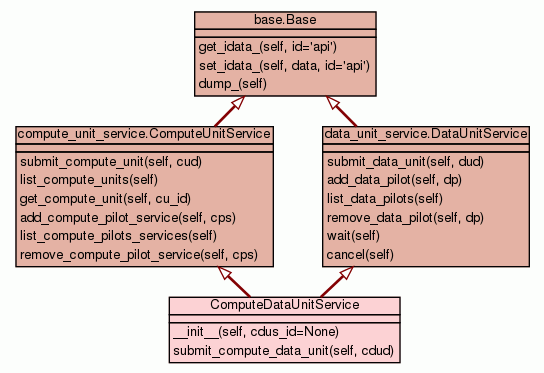 base.Base
get_idata_(self, id='api')
set_idata_(self, data, id='api')
dump_(self)
compute_unit_service.ComputeUnitService
submit_compute_unit(self, cud)
list_compute_units(self)
get_compute_unit(self, cu_id)
add_compute_pilot_service(self, cps)
list_compute_pilots_services(self)
remove_compute_pilot_service(self, cps)
data_unit_service.DataUnitService
submit_data_unit(self, dud)
add_data_pilot(self, dp)
list_data_pilots(self)
remove_data_pilot(self, dp)
wait(self)
cancel(self)
ComputeDataUnitService
__init__(self, cdus_id=None)
submit_compute_data_unit(self, cdud)